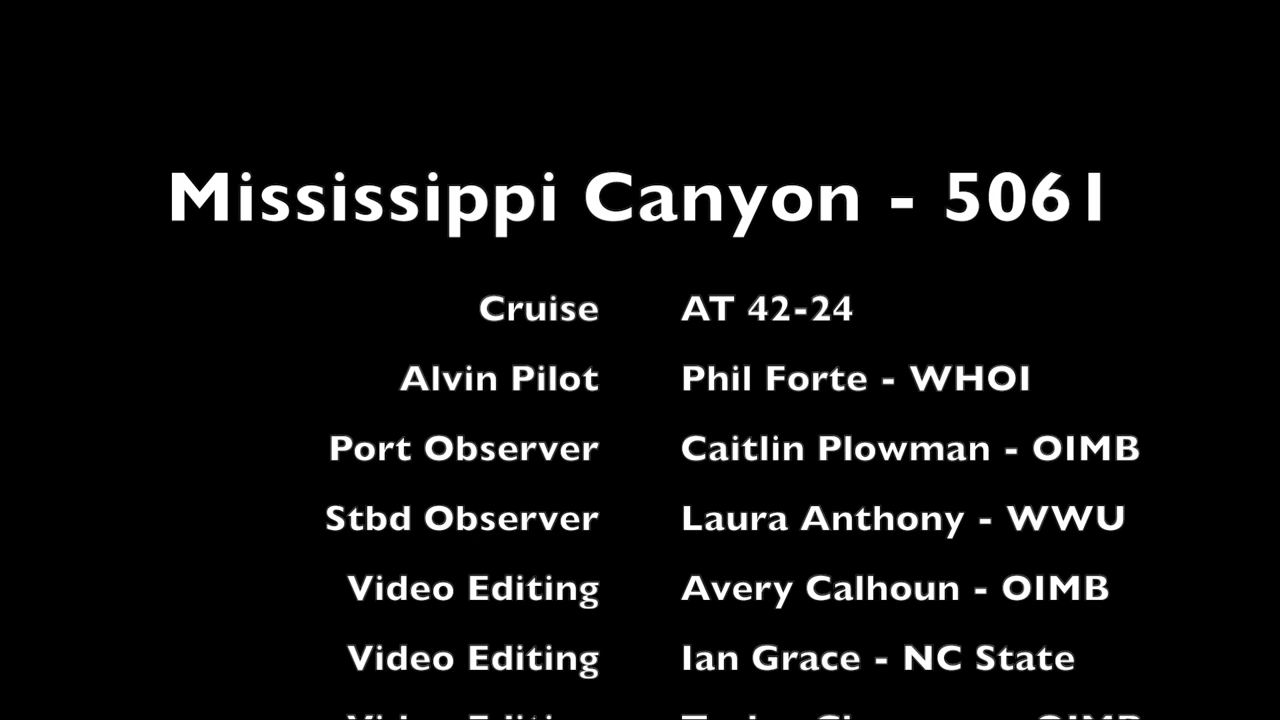 Mississippi Canyon - 5061
Cruise AT 42-24
Alvin Pilot Phil Forte - WHOI
Port Observer Caitlin Plowman - OIMB
Stbd Observer Laura Anthony - WWU
Video Editing Avery Calhoun - OIMB
Video Editing Ian Grace - NC State